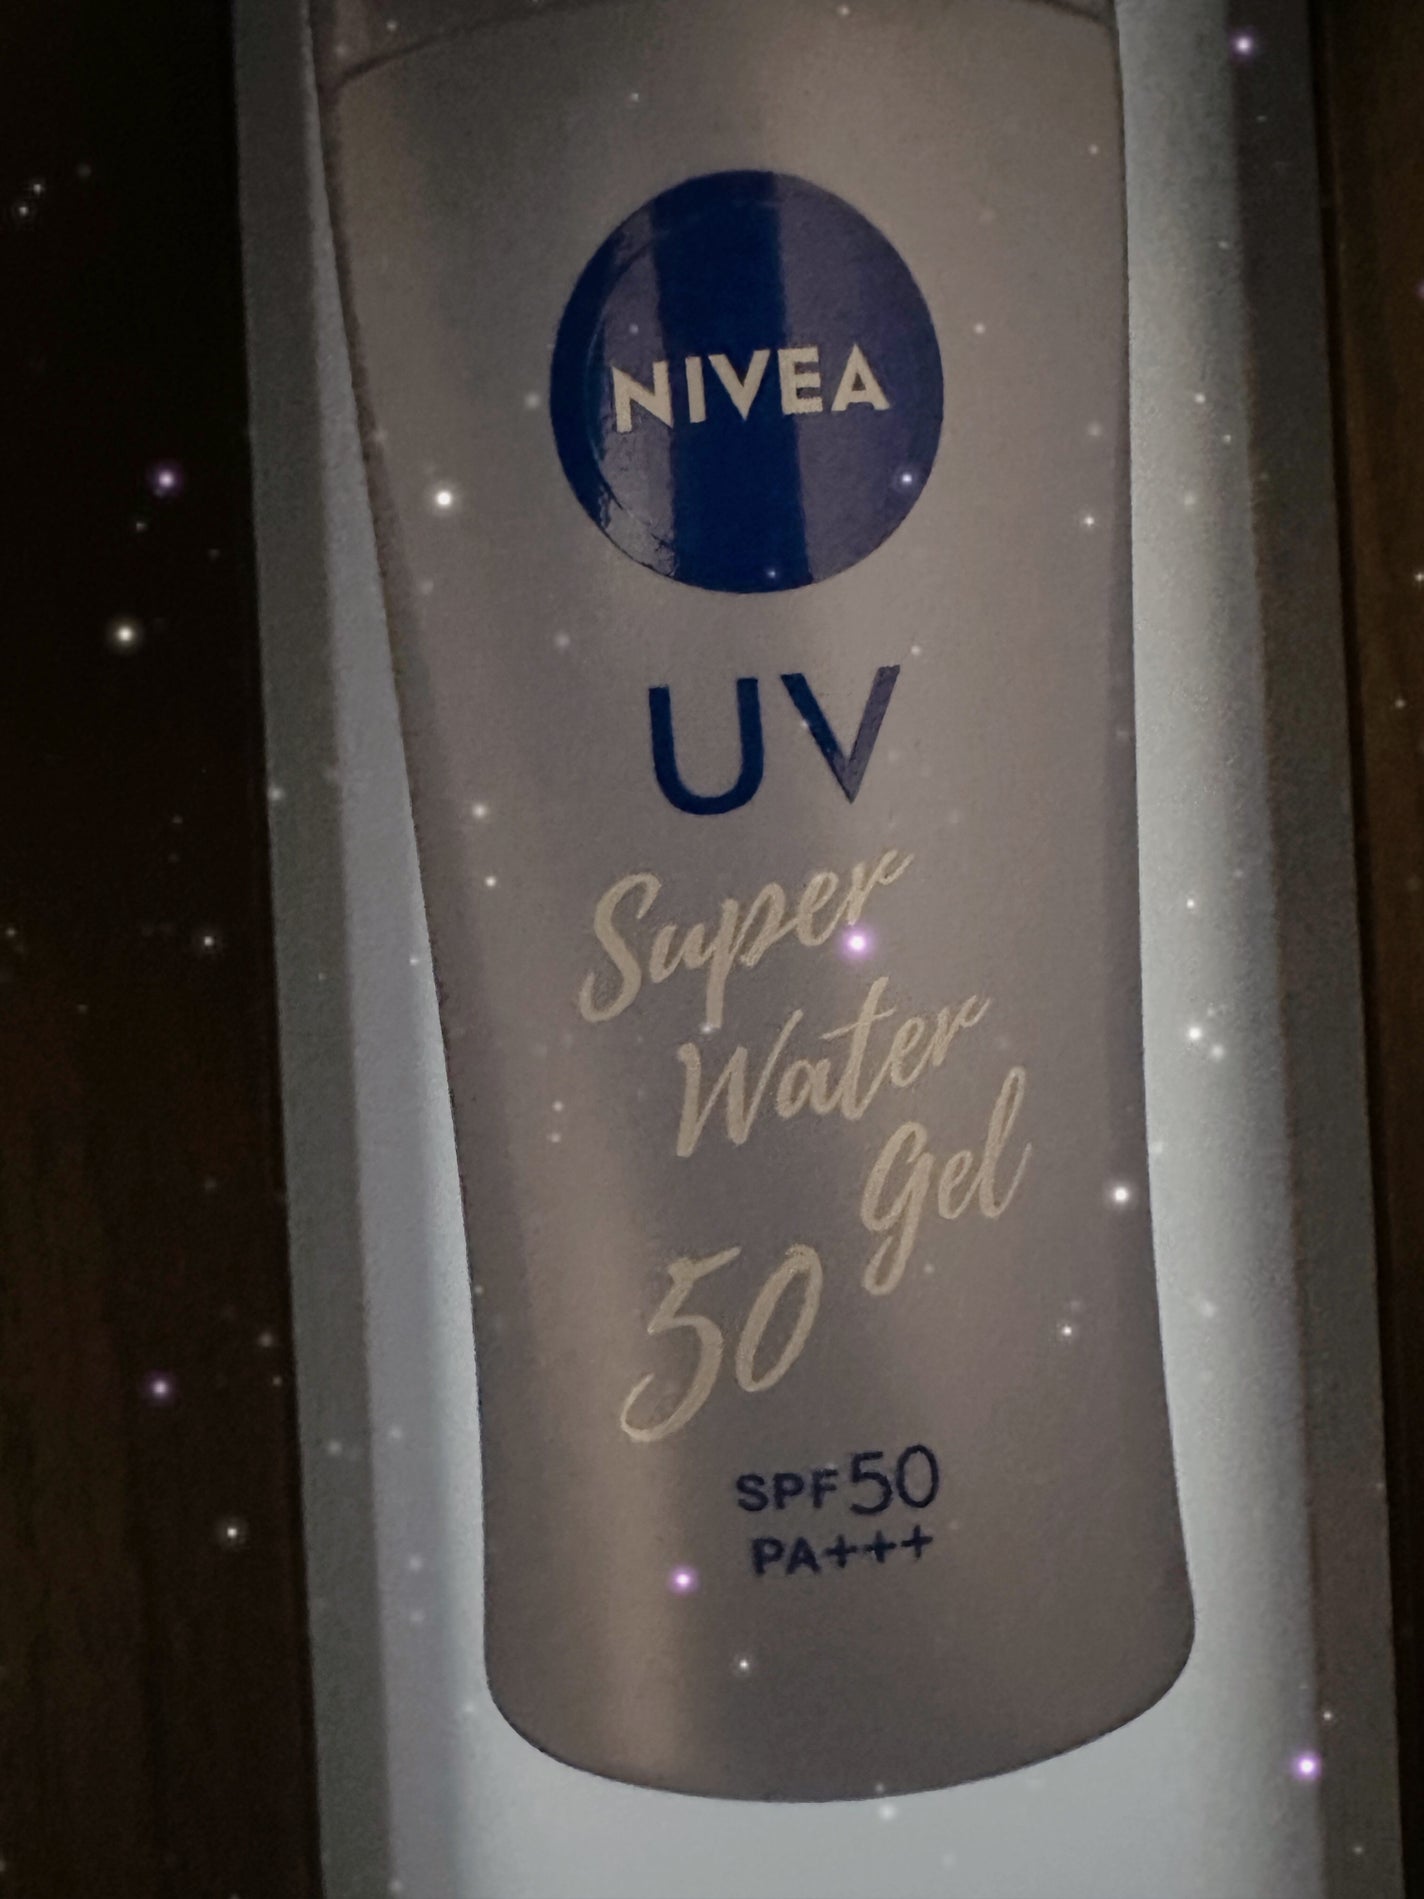 NIVEA
UV
Super
Water
Gel
50
SPF50
PA+++